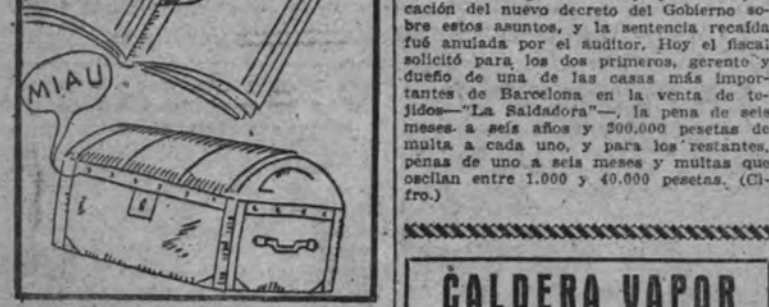 MIAU
cación del nuevo decreto del Gobierno so-
bre estos asuntos, y la sentencia recaída
fué anulada por el auditor. Hoy el fiscal
solicitó para los dos primeros, gerente y
dueño de una de las casas más impor-
tantes de Barcelona en la venta de te-
jidos—"La Saldadora"—, la pena de seis
meses a seis años y 200.000 pesetas de
multa a cada uno, y para los restantes,
penas de uno a seis meses y multas que
oscilan entre 1.000 y 40.000 pesetas. (Ci-
fro.)
CALDERA VAPOR